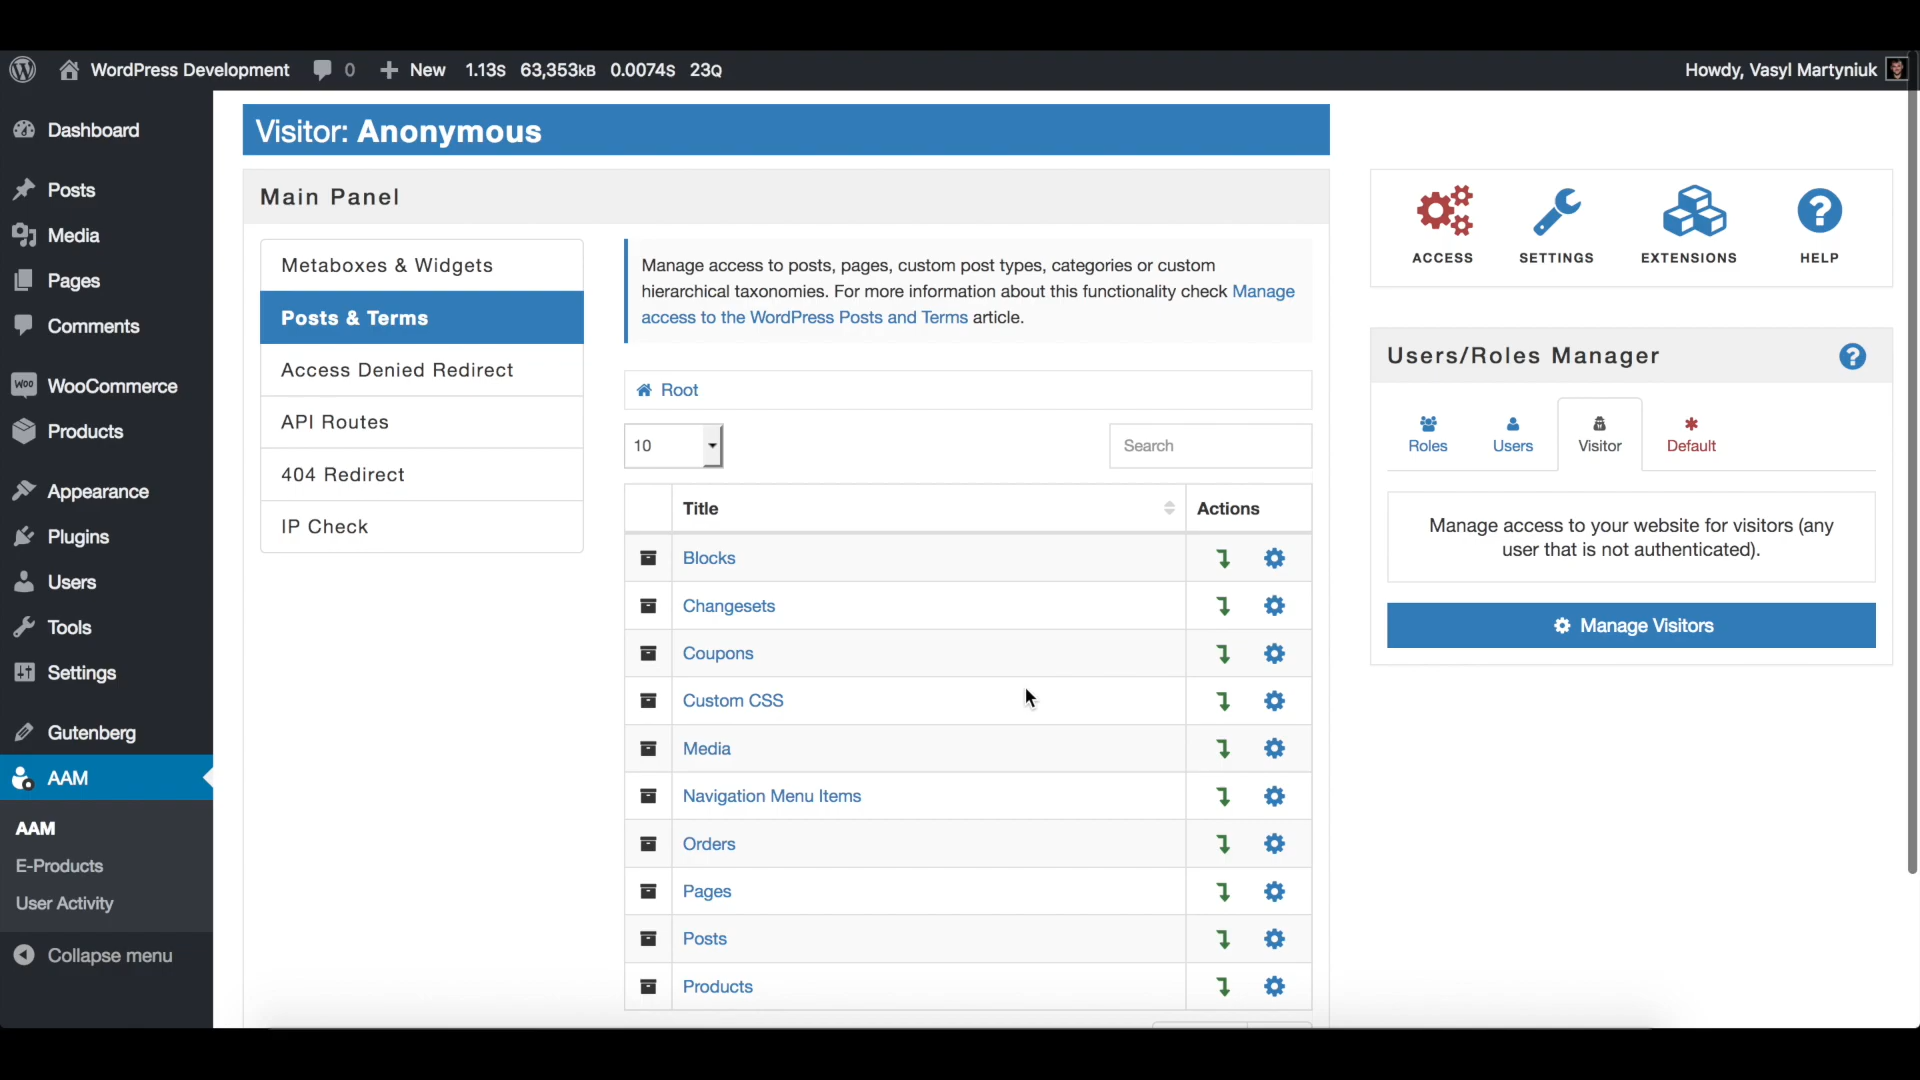 WordPress Development 0 New 1.13s 63,353kB 0.0074s 23Q
Howdy, Vasyl Martyniuk
Dashboard
Posts
Media
Pages
Comments
WooCommerce
Products
Appearance
Plugins
Users
Tools
Settings
Gutenberg
AAM
AAM
E-Products
User Activity
Collapse menu
Visitor: Anonymous
Main Panel
Metaboxes & Widgets
Posts & Terms
Access Denied Redirect
API Routes
404 Redirect
IP Check
Manage access to posts, pages, custom post types, categories or custom
hierarchical taxonomies. For more information about this functionality check Manage
access to the WordPress Posts and Terms article.
Root
10
Search
Title
Actions
Blocks
Changesets
Coupons
Custom CSS
Media
Navigation Menu Items
Orders
Pages
Posts
Products
ACCESS
SETTINGS
EXTENSIONS
HELP
Users/Roles Manager
Roles
Users
Visitor
Default
Manage access to your website for visitors (any
user that is not authenticated).
Manage Visitors